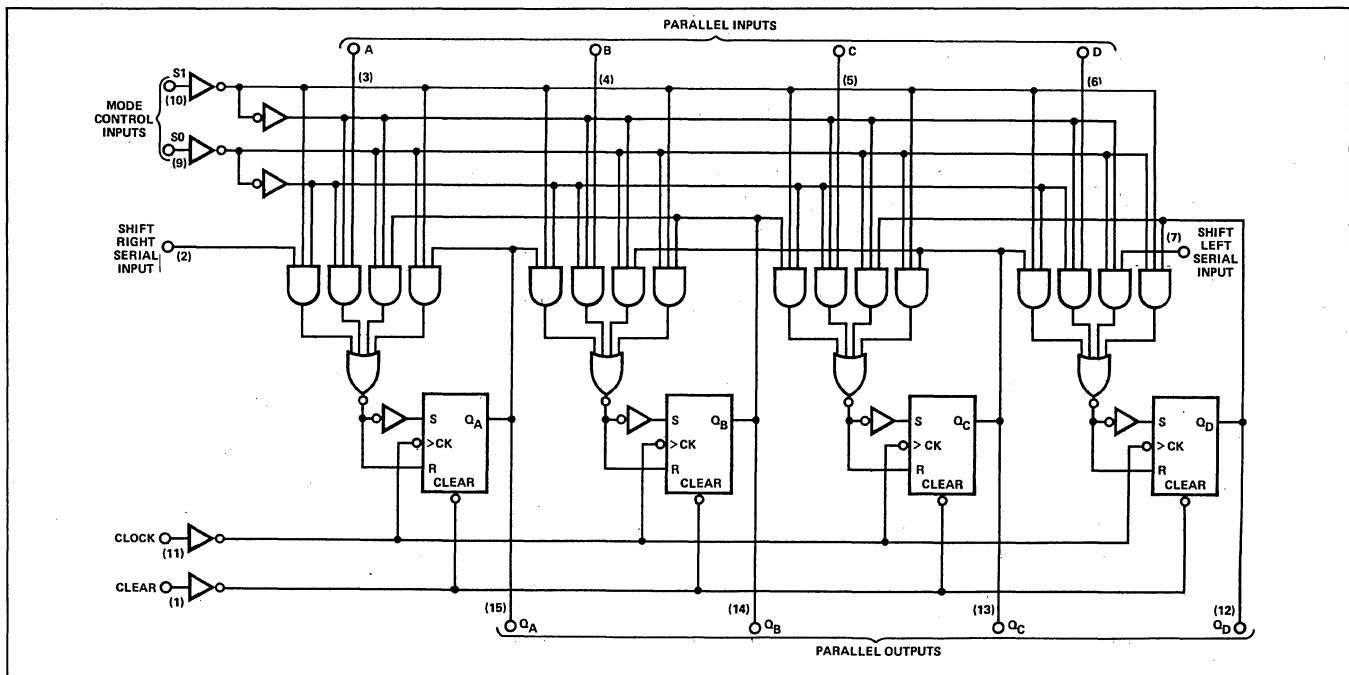 PARALLEL INPUTS
A
B
C
D
(3)
(4)
(5)
(6)
S1
(10)
MODE
CONTROL
INPUTS
S0
(9)
SHIFT
RIGHT
SERIAL
INPUT
(2)
(7)
SHIFT
LEFT
SERIAL
INPUT
S
QA
>CK
R
CLEAR
S
QB
>CK
R
CLEAR
S
QC
>CK
R
CLEAR
S
QD
>CK
R
CLEAR
CLOCK
(11)
CLEAR
(1)
(15)
(14)
(13)
(12)
QA
QB
QC
QD
PARALLEL OUTPUTS